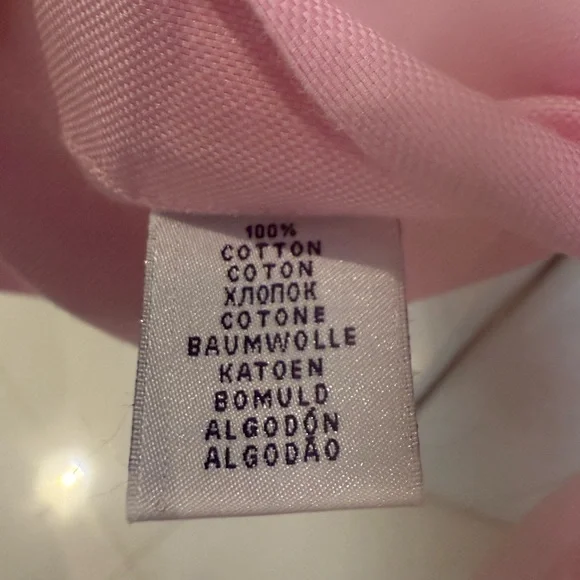 100%
COTTON
COTON
ХЛОПОК
COTONE
BAUMWOLLE
KATOEN
BOMULD
ALGODÓN
ALGODÃO